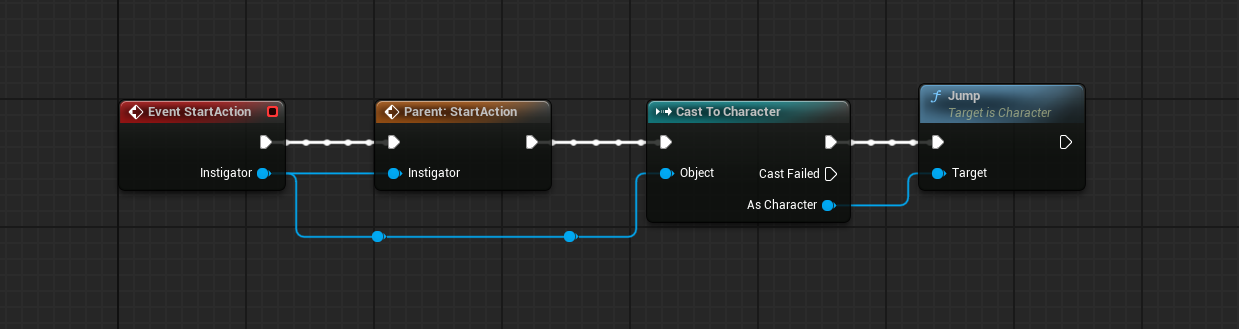 Event StartAction
Instigator
Parent: StartAction
Instigator
Cast To Character
Object
Cast Failed
As Character
f Jump
Target is Character
Target